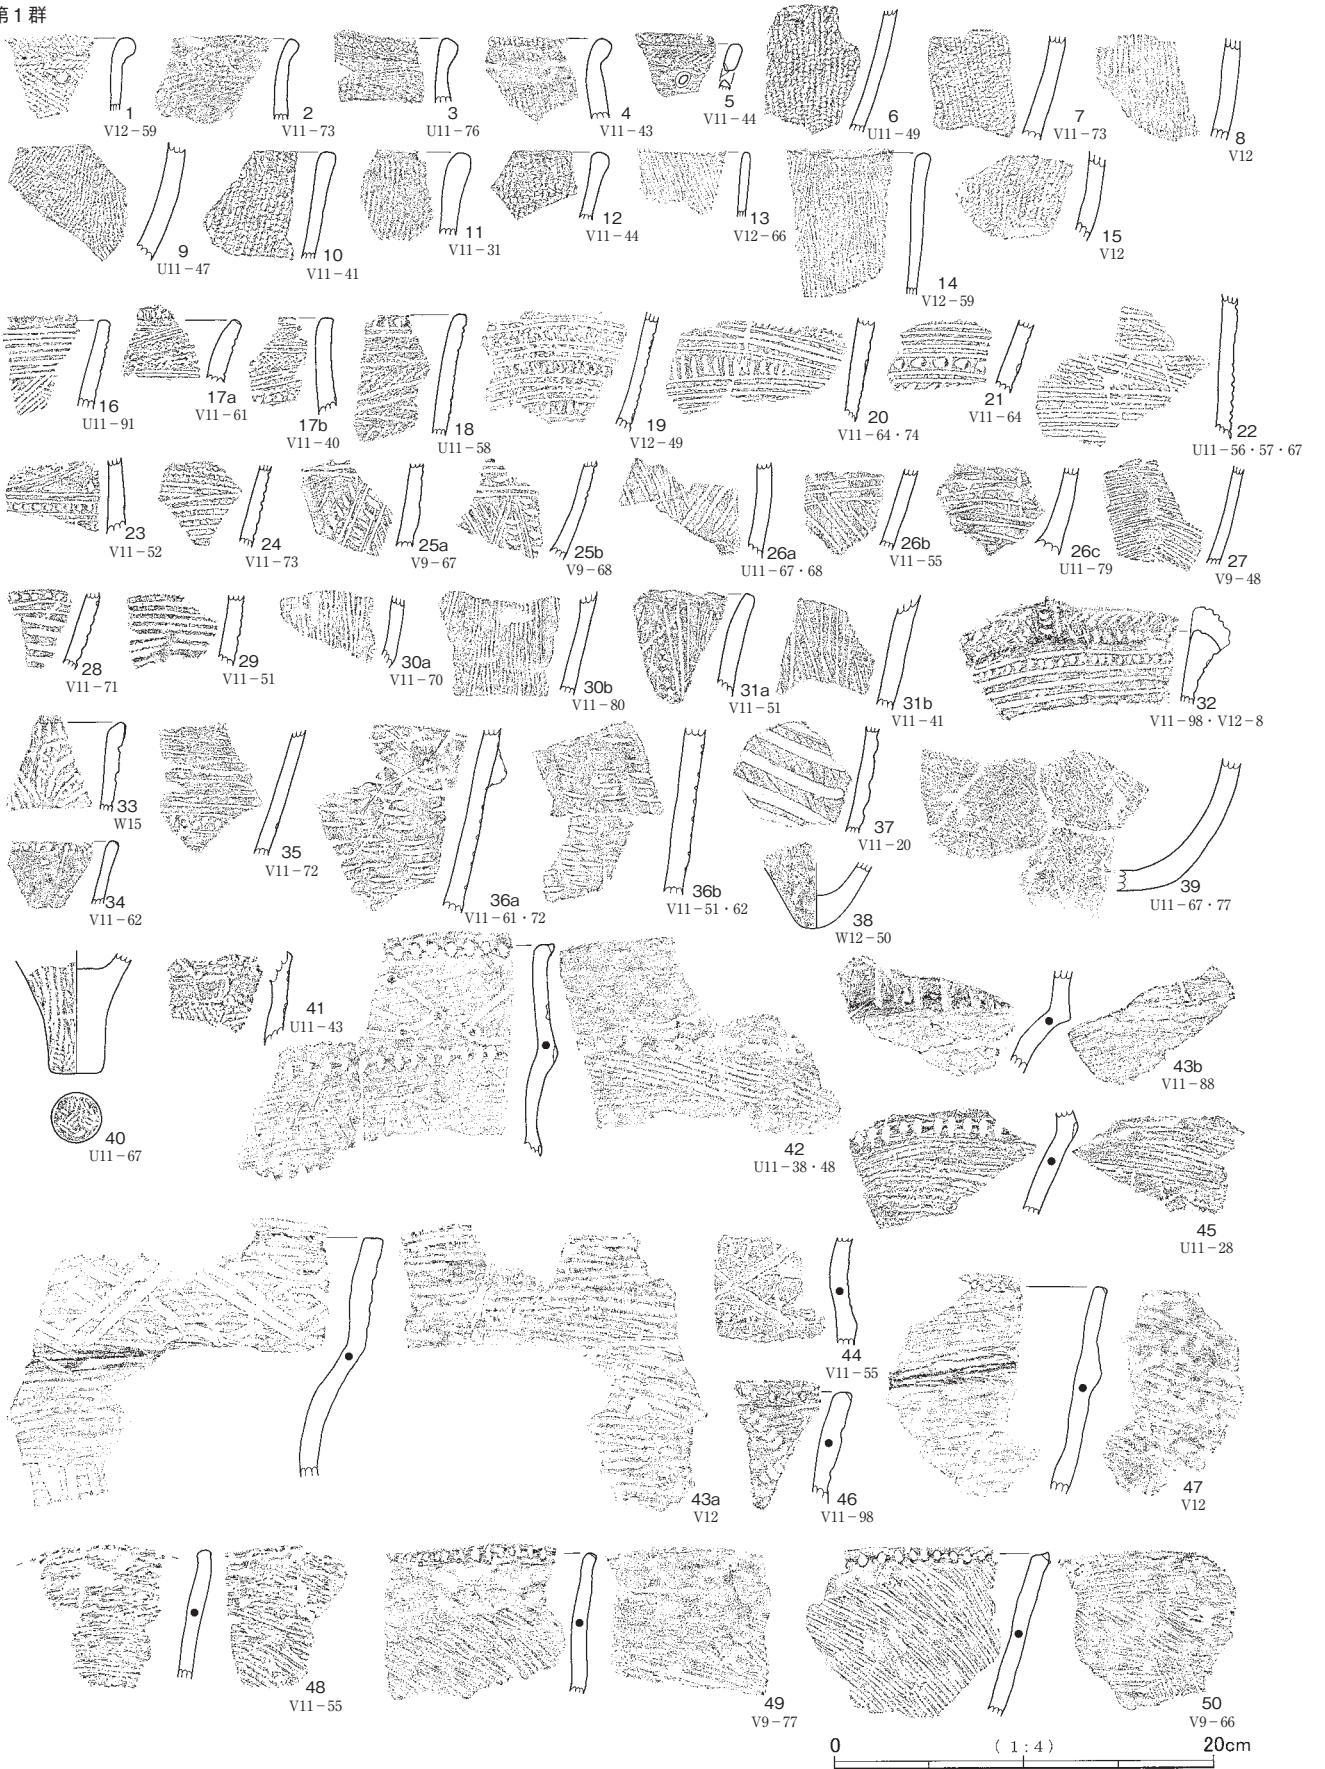 第1群
1
V12－59
2
V11－73
3
U11－76
4
V11－43
5
V11－44
6
U11－49
7
V11－73
8
V12
9
U11－47
10
V11－41
11
V11－31
12
V11－44
13
V12－66
14
V12－59
15
V12
16
U11－91
17a
V11－61
17b
V11－40
18
U11－58
19
V12－49
20
V11－64・74
21
V11－64
22
U11－56・57・67
23
V11－52
24
V11－73
25a
V9－67
25b
V9－68
26a
U11－67・68
26b
V11－55
26c
U11－79
27
V9－48
28
V11－71
29
V11－51
30a
V11－70
30b
V11－80
31a
V11－51
31b
V11－41
32
V11－98・V12－8
33
W15
34
V11－62
35
V11－72
36a
V11－61・72
36b
V11－51・62
37
V11－20
38
W12－50
39
U11－67・77
40
U11－67
41
U11－43
42
U11－38・48
43b
V11－88
45
U11－28
44
V11－55
43a
V12
46
V11－98
47
V12
48
V11－55
49
V9－77
50
V9－66
0 (1:4) 20cm